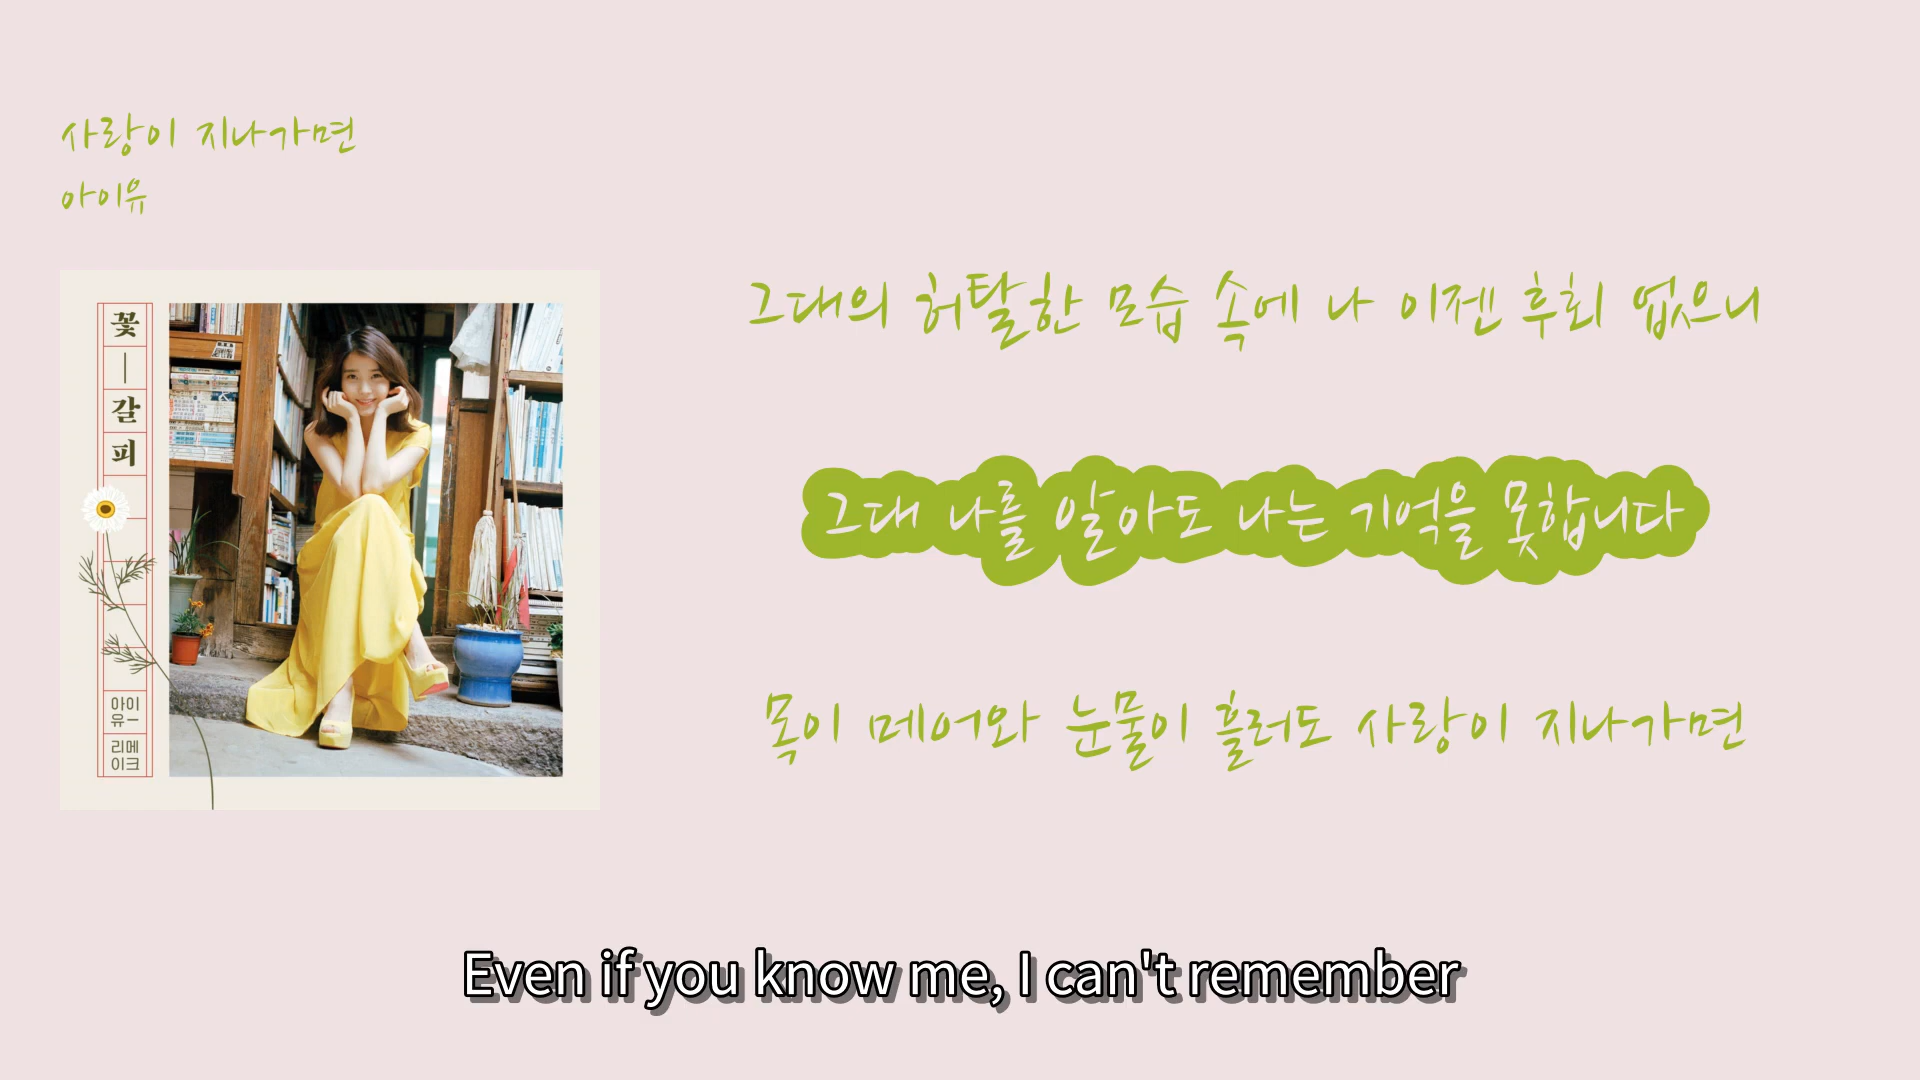 사랑이 지나가면
아이유
꽃
갈
피
아이
유
리메
이크
그대의 허탈한 모습 속에 나 이젠 후회 없으니
그대 나를 알아도 나는 기억을 못합니다
목이 메어와 눈물이 흘러도 사랑이 지나가면
Even if you know me, I can't remember